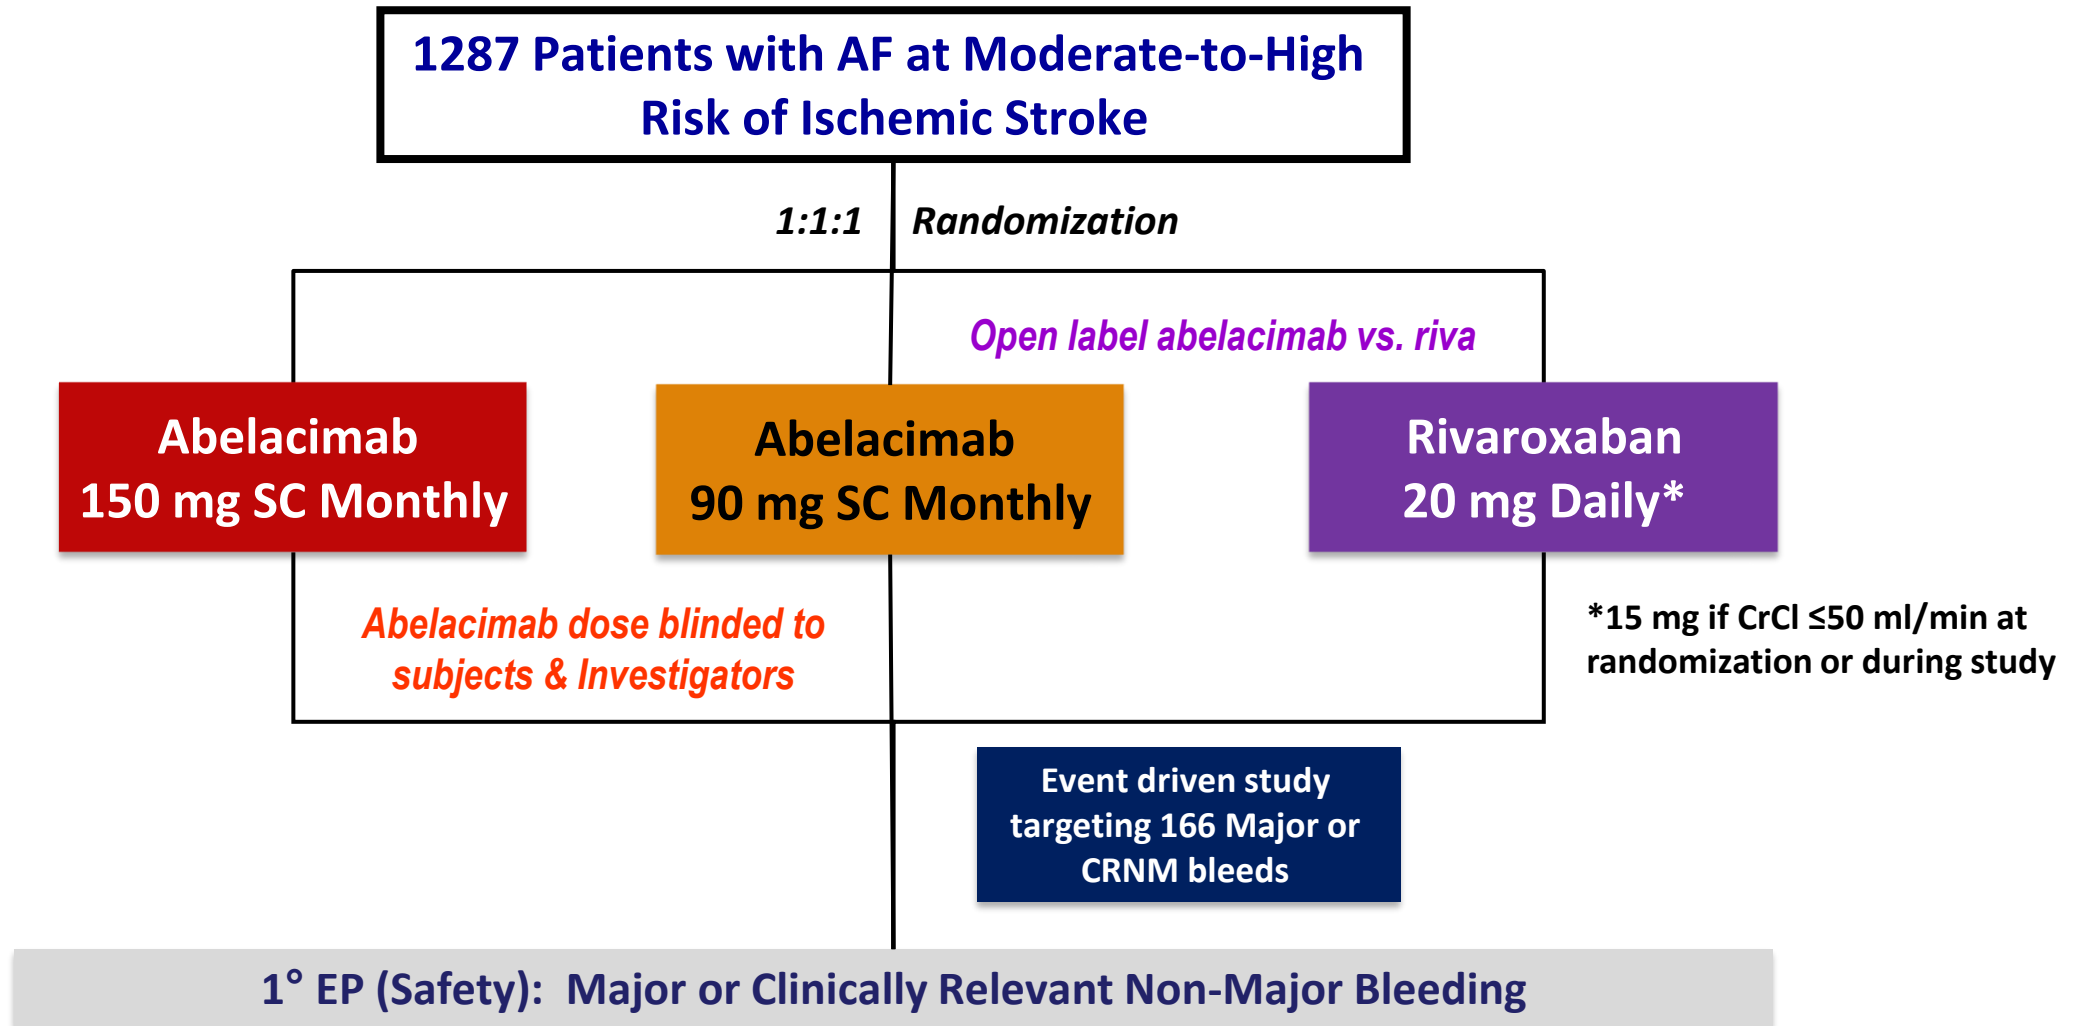 1287 Patients with AF at Moderate-to-High
Risk of Ischemic Stroke
1:1:1 Randomization
Open label abelacimab vs. riva
Abelacimab
150 mg SC Monthly
Abelacimab
90 mg SC Monthly
Rivaroxaban
20 mg Daily*
Abelacimab dose blinded to
subjects & Investigators
*15 mg if CrCl ≤50 ml/min at
randomization or during study
Event driven study
targeting 166 Major or
CRNM bleeds
1° EP (Safety): Major or Clinically Relevant Non-Major Bleeding